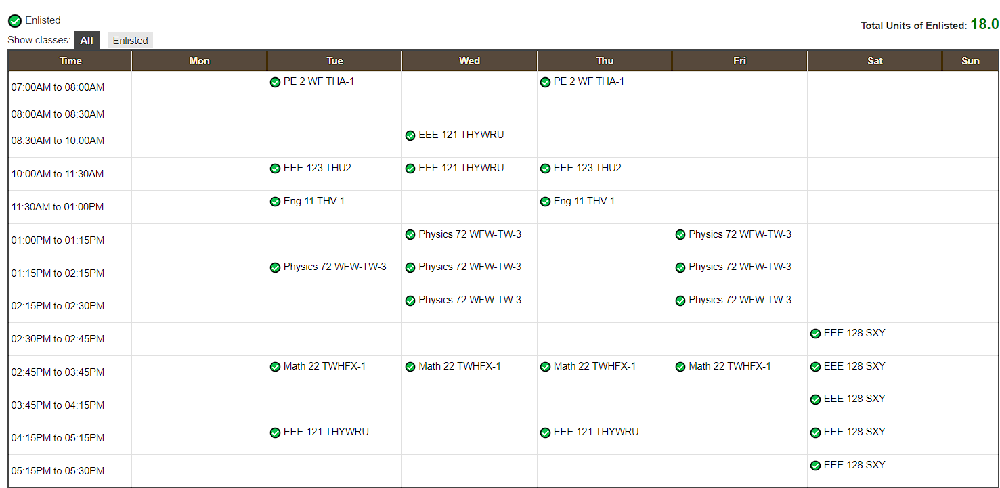 Enlisted
Total Units of Enlisted: 18.0
Show classes: All Enlisted
Time Mon Tue Wed Thu Fri Sat Sun
07:00AM to 08:00AM PE 2 WF THA-1 PE 2 WF THA-1
08:00AM to 08:30AM
08:30AM to 10:00AM EEE 121 THYWRU
10:00AM to 11:30AM EEE 123 THU2 EEE 121 THYWRU EEE 123 THU2
11:30AM to 01:00PM Eng 11 THV-1 Eng 11 THV-1
01:00PM to 01:15PM Physics 72 WFW-TW-3 Physics 72 WFW-TW-3
01:15PM to 02:15PM Physics 72 WFW-TW-3 Physics 72 WFW-TW-3 Physics 72 WFW-TW-3
02:15PM to 02:30PM Physics 72 WFW-TW-3 Physics 72 WFW-TW-3
02:30PM to 02:45PM EEE 128 SXY
02:45PM to 03:45PM Math 22 TWHFX-1 Math 22 TWHFX-1 Math 22 TWHFX-1 Math 22 TWHFX-1 EEE 128 SXY
03:45PM to 04:15PM EEE 128 SXY
04:15PM to 05:15PM EEE 121 THYWRU EEE 121 THYWRU EEE 128 SXY
05:15PM to 05:30PM EEE 128 SXY